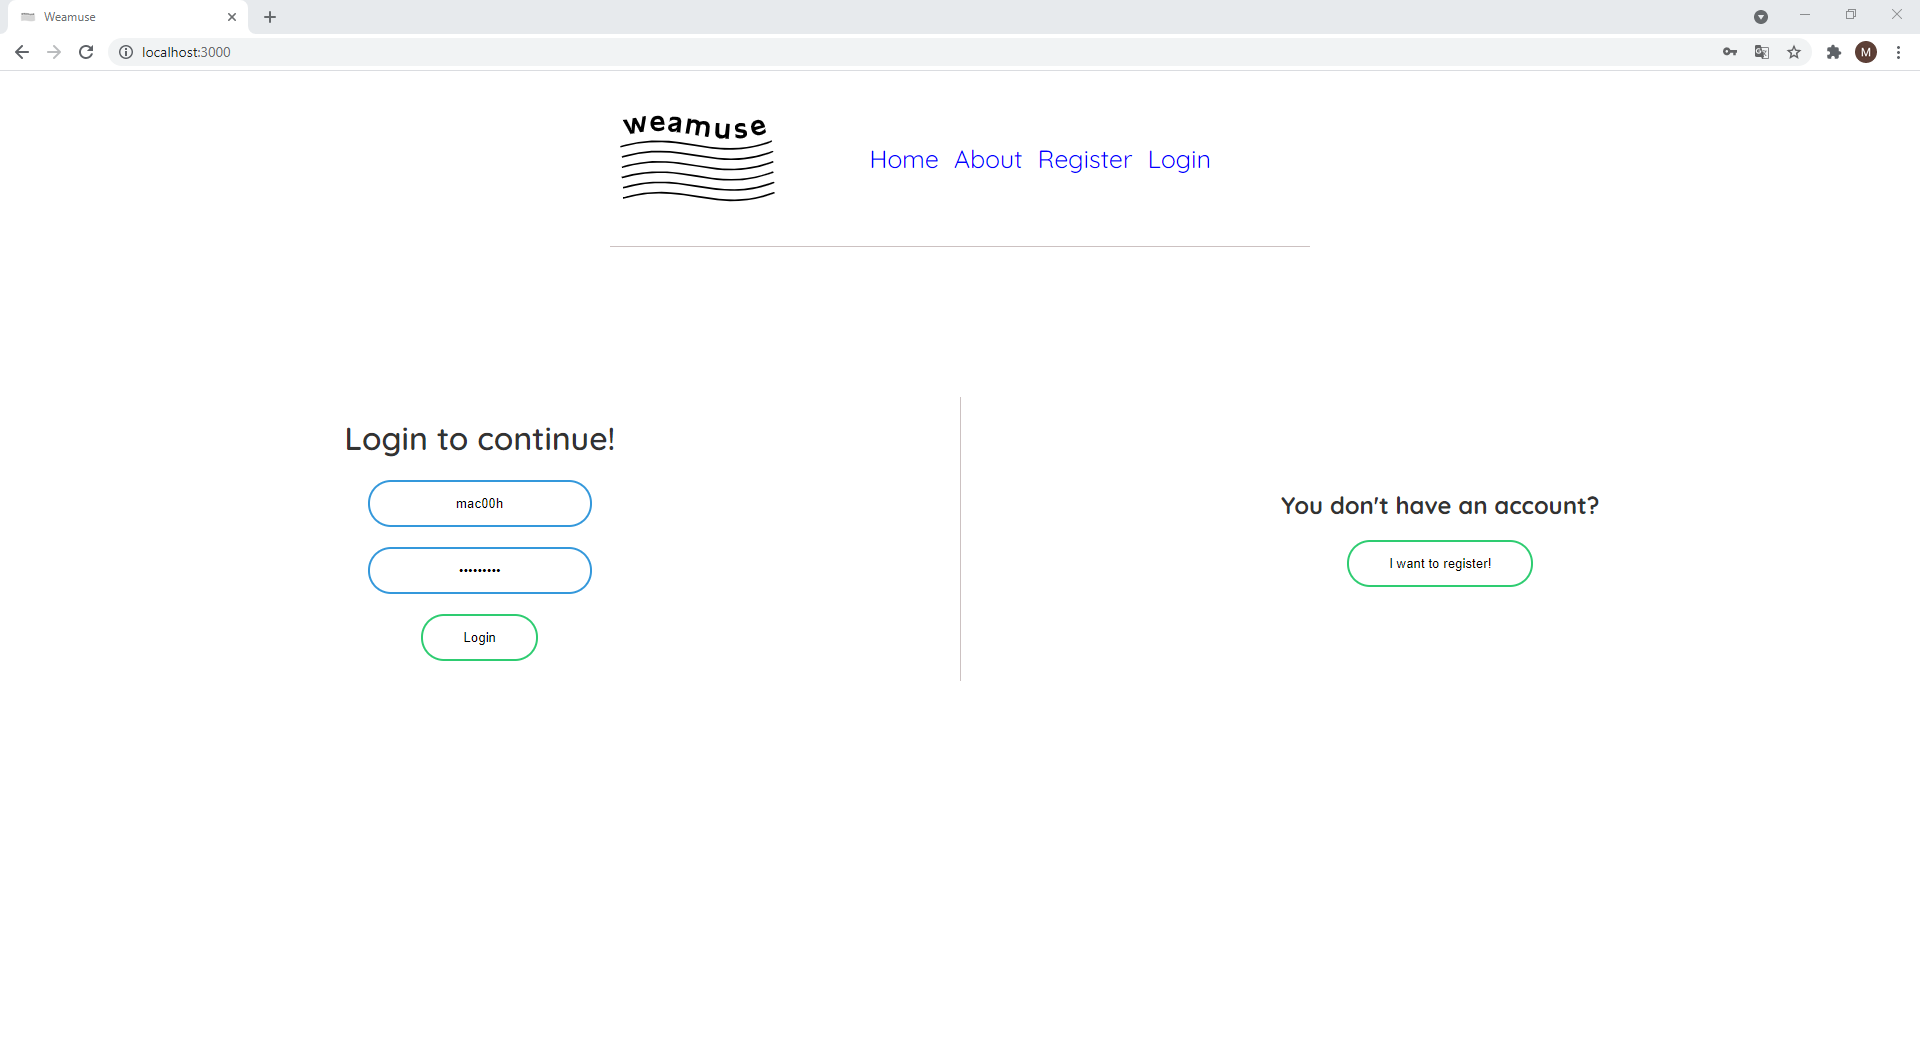 Weamuse
localhost:3000
M
weamuse
Home About Register Login
Login to continue!
mac00h
•••••••••
Login
You don't have an account?
I want to register!